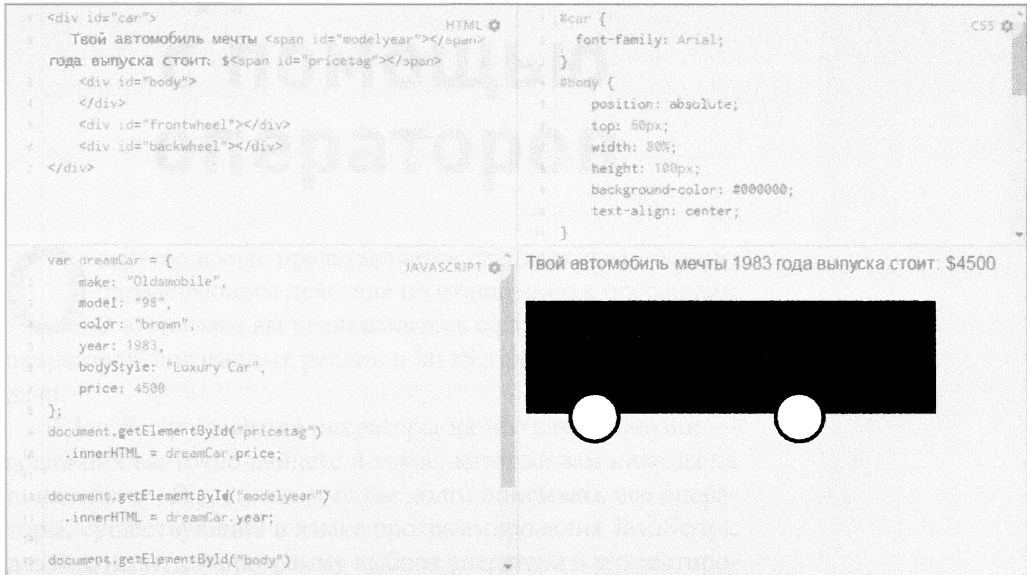 HTML
<div id="car">
Твой автомобиль мечты <span id="modelyear"></span>
года выпуска стоит: $<span id="pricetag"></span>
<div id="body">
</div>
<div id="frontwheel"></div>
<div id="backwheel"></div>
</div>
CSS
#car {
font-family: Arial;
}
#body {
position: absolute;
top: 50px;
width: 80%;
height: 100px;
background-color: #000000;
text-align: center;
}
JAVASCRIPT
var dreamCar = {
make: "Oldsmobile",
model: "98",
color: "brown",
year: 1983,
bodyStyle: "Luxury Car",
price: 4500
};
document.getElementById("pricetag")
.innerHTML = dreamCar.price;
document.getElementById("modelyear")
.innerHTML = dreamCar.year;
document.getElementById("body")
Твой автомобиль мечты 1983 года выпуска стоит: $4500